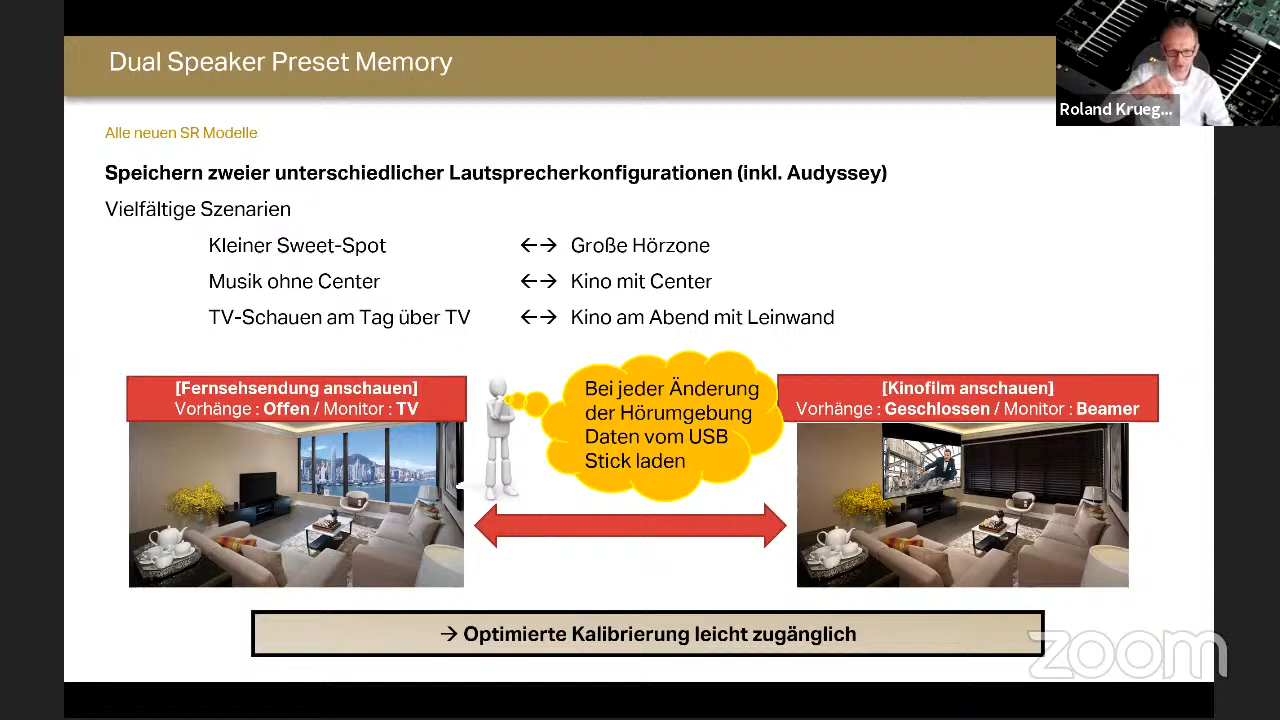 Dual Speaker Preset Memory
Roland Krueg...
Alle neuen SR Modelle
Speichern zweier unterschiedlicher Lautsprecherkonfigurationen (inkl. Audyssey)
Vielfältige Szenarien
Kleiner Sweet-Spot ←→ Große Hörzone
Musik ohne Center ←→ Kino mit Center
TV-Schauen am Tag über TV ←→ Kino am Abend mit Leinwand
[Fernsehsendung anschauen]
Vorhänge : Offen / Monitor : TV
Bei jeder Änderung
der Hörumgebung
Daten vom USB
Stick laden
[Kinofilm anschauen]
Vorhänge : Geschlossen / Monitor : Beamer
→ Optimierte Kalibrierung leicht zugänglich
zoom